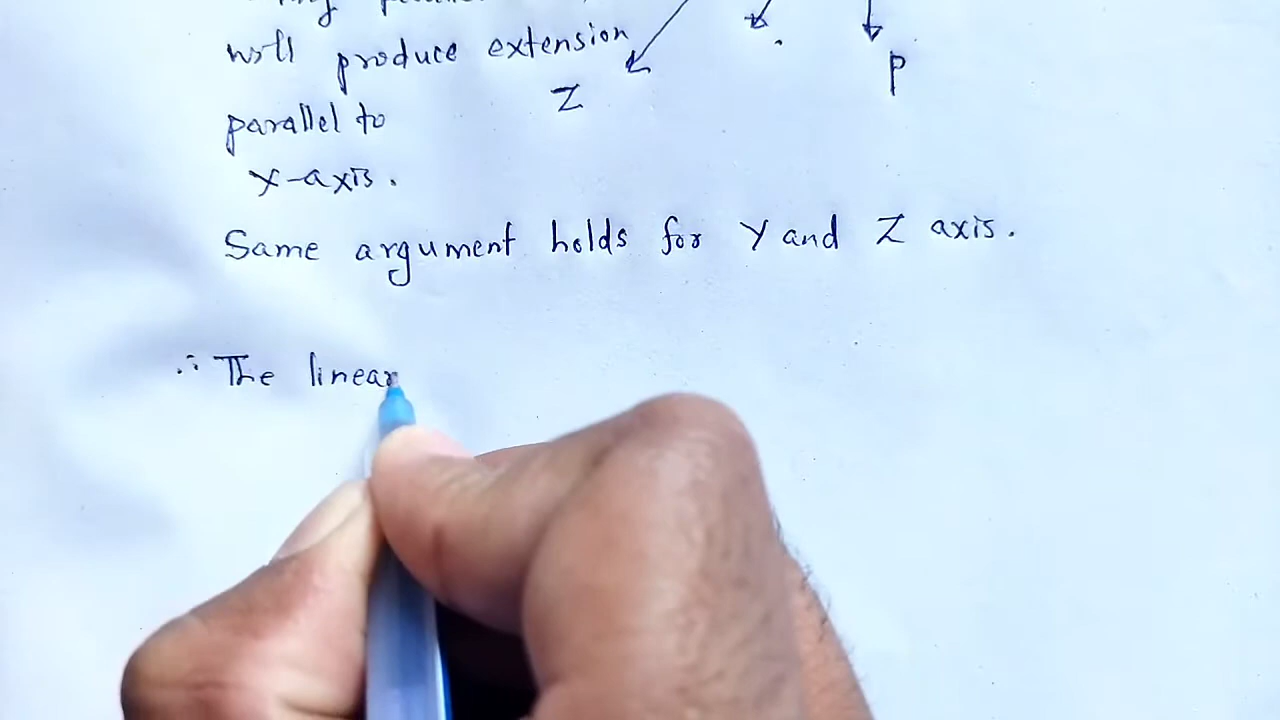 will produce extension
Z
P
parallel to
x-axis.
Same argument holds for Y and Z axis.
∴ The linear